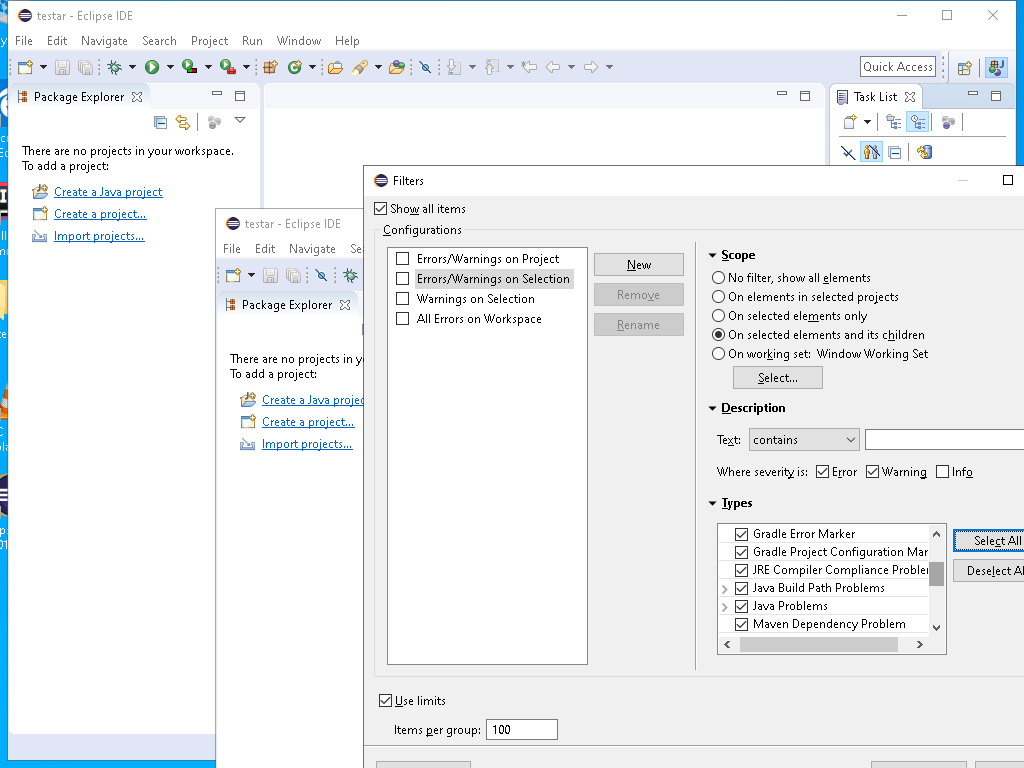 testar - Eclipse IDE
File Edit Navigate Search Project Run Window Help
Quick Access
Package Explorer
Task List
There are no projects in your workspace.
To add a project:
Create a Java project
Create a project...
Import projects...
testar - Eclipse IDE
File Edit Navigate
Package Explorer
There are no projects in y
To add a project:
Create a Java projec
Create a project...
Import projects...
Filters
Show all items
Configurations
Errors/Warnings on Project
Errors/Warnings on Selection
Warnings on Selection
All Errors on Workspace
New
Remove
Rename
Scope
No filter, show all elements
On elements in selected projects
On selected elements only
On selected elements and its children
On working set: Window Working Set
Select...
Description
Text: contains
Where severity is: Error Warning Info
Types
Gradle Error Marker
Gradle Project Configuration Mar
JRE Compiler Compliance Probler
Java Build Path Problems
Java Problems
Maven Dependency Problem
Select All
Deselect Al
Use limits
Items per group: 100